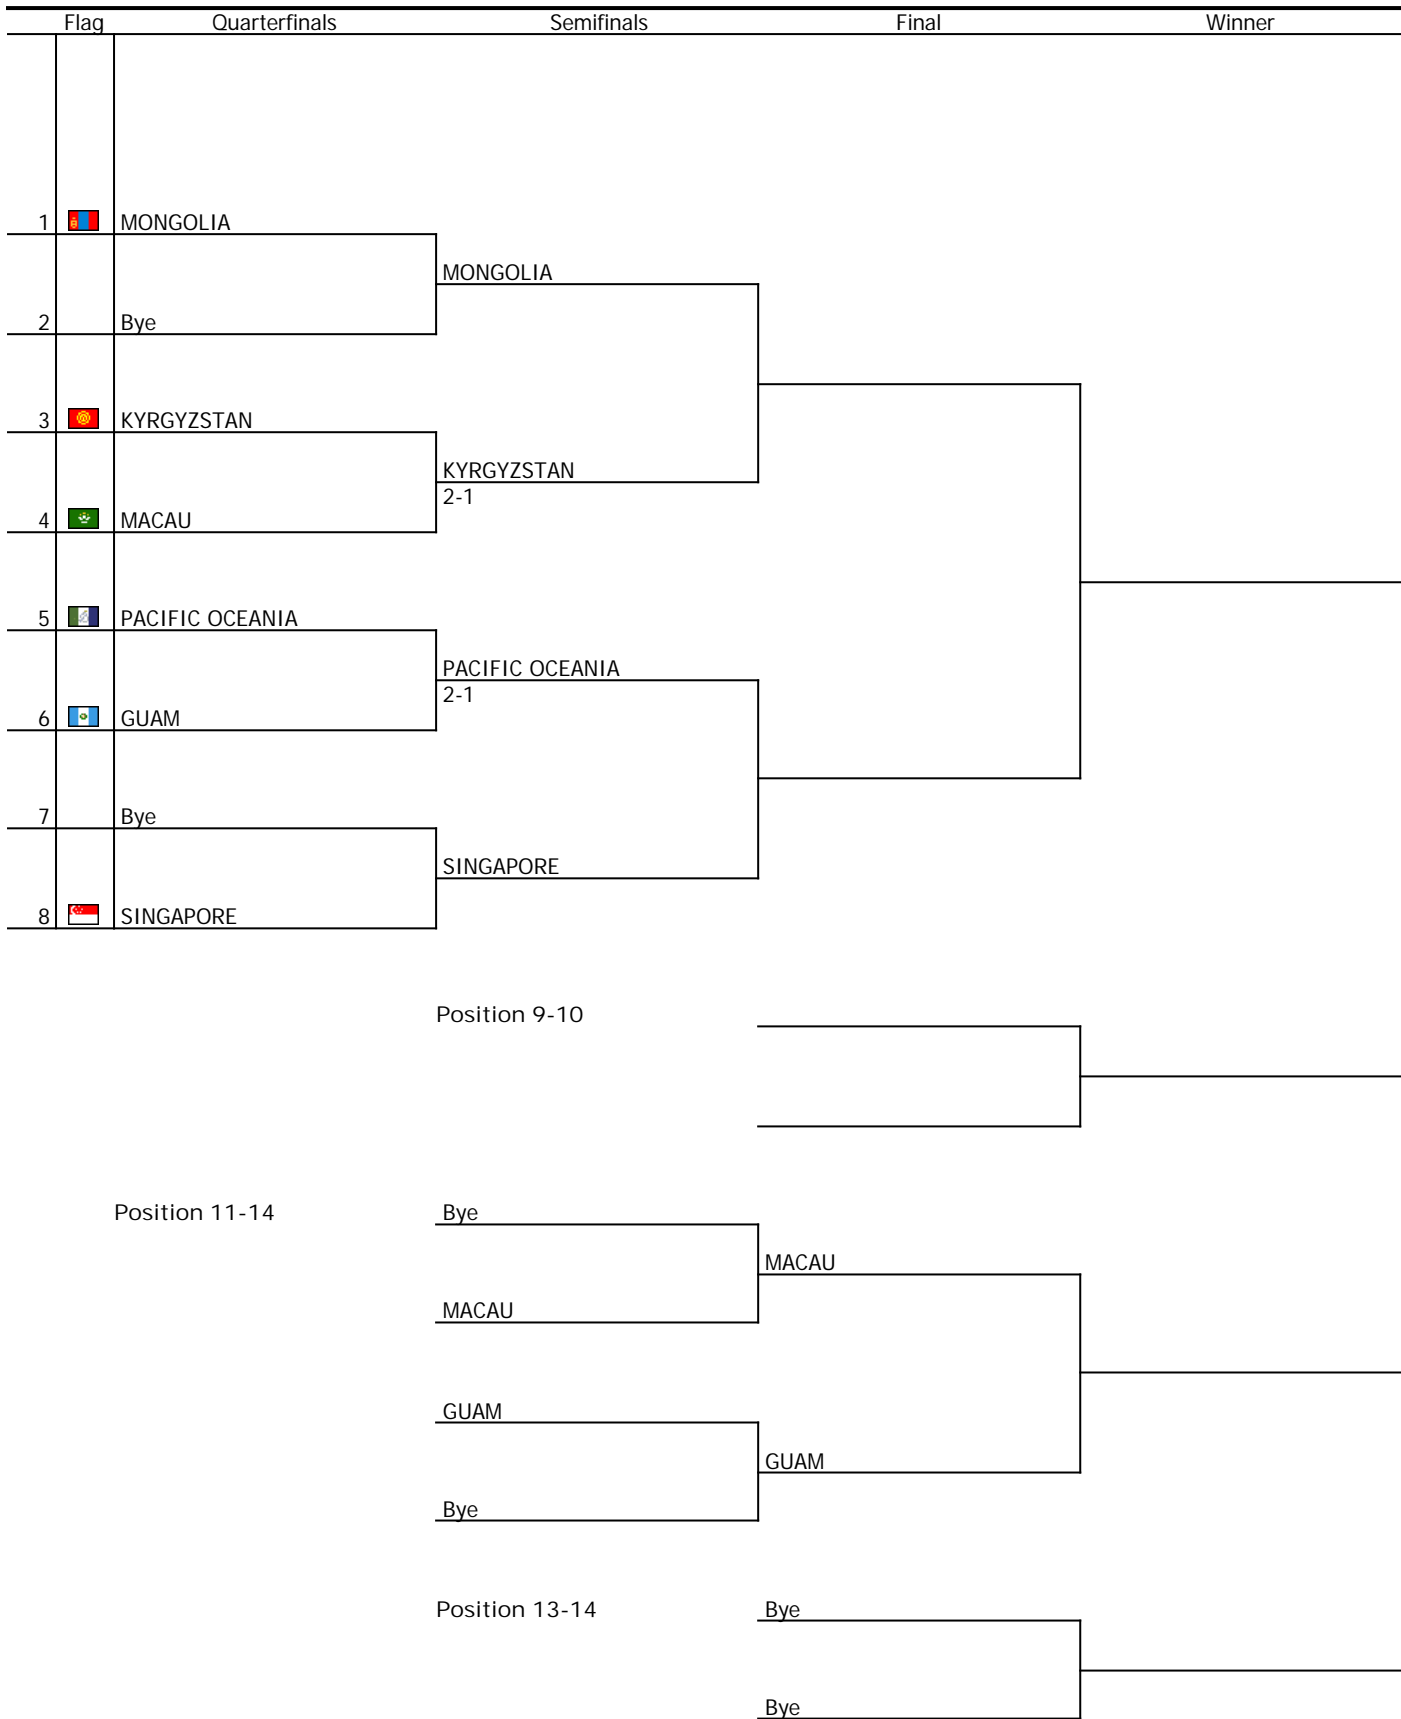 Flag Quarterfinals Semifinals Final Winner
1 MONGOLIA
MONGOLIA
2 Bye
3 KYRGYZSTAN
KYRGYZSTAN
2-1
4 MACAU
5 PACIFIC OCEANIA
PACIFIC OCEANIA
2-1
6 GUAM
7 Bye
SINGAPORE
8 SINGAPORE
Position 9-10
Position 11-14 Bye
MACAU
MACAU
GUAM
GUAM
Bye
Position 13-14 Bye
Bye